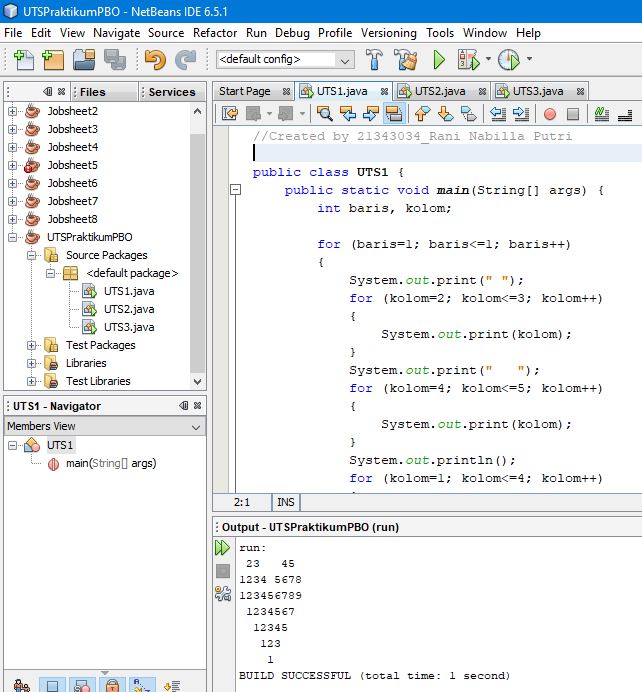 UTSPraktikumPBO - NetBeans IDE 6.5.1
File Edit View Navigate Source Refactor Run Debug Profile Versioning Tools Window Help
<default config>
Files Services
Start Page UTS1.java UTS2.java UTS3.java
Jobsheet2
Jobsheet3
Jobsheet4
Jobsheet5
Jobsheet6
Jobsheet7
Jobsheet8
UTSPraktikumPBO
Source Packages
<default package>
UTS1.java
UTS2.java
UTS3.java
Test Packages
Libraries
Test Libraries
//Created by 21343034_Rani Nabilla Putri
public class UTS1 {
public static void main(String[] args) {
int baris, kolom;
for (baris=1; baris<=1; baris++)
{
System.out.print(" ");
for (kolom=2; kolom<=3; kolom++)
{
System.out.print(kolom);
}
System.out.print("   ");
for (kolom=4; kolom<=5; kolom++)
{
System.out.print(kolom);
}
System.out.println();
for (kolom=1; kolom<=4; kolom++)
2:1 INS
UTS1 - Navigator
Members View
UTS1
main(String[] args)
Output - UTSPraktikumPBO (run)
run:
 23   45
1234 5678
123456789
 1234567
  12345
   123
    1
BUILD SUCCESSFUL (total time: 1 second)